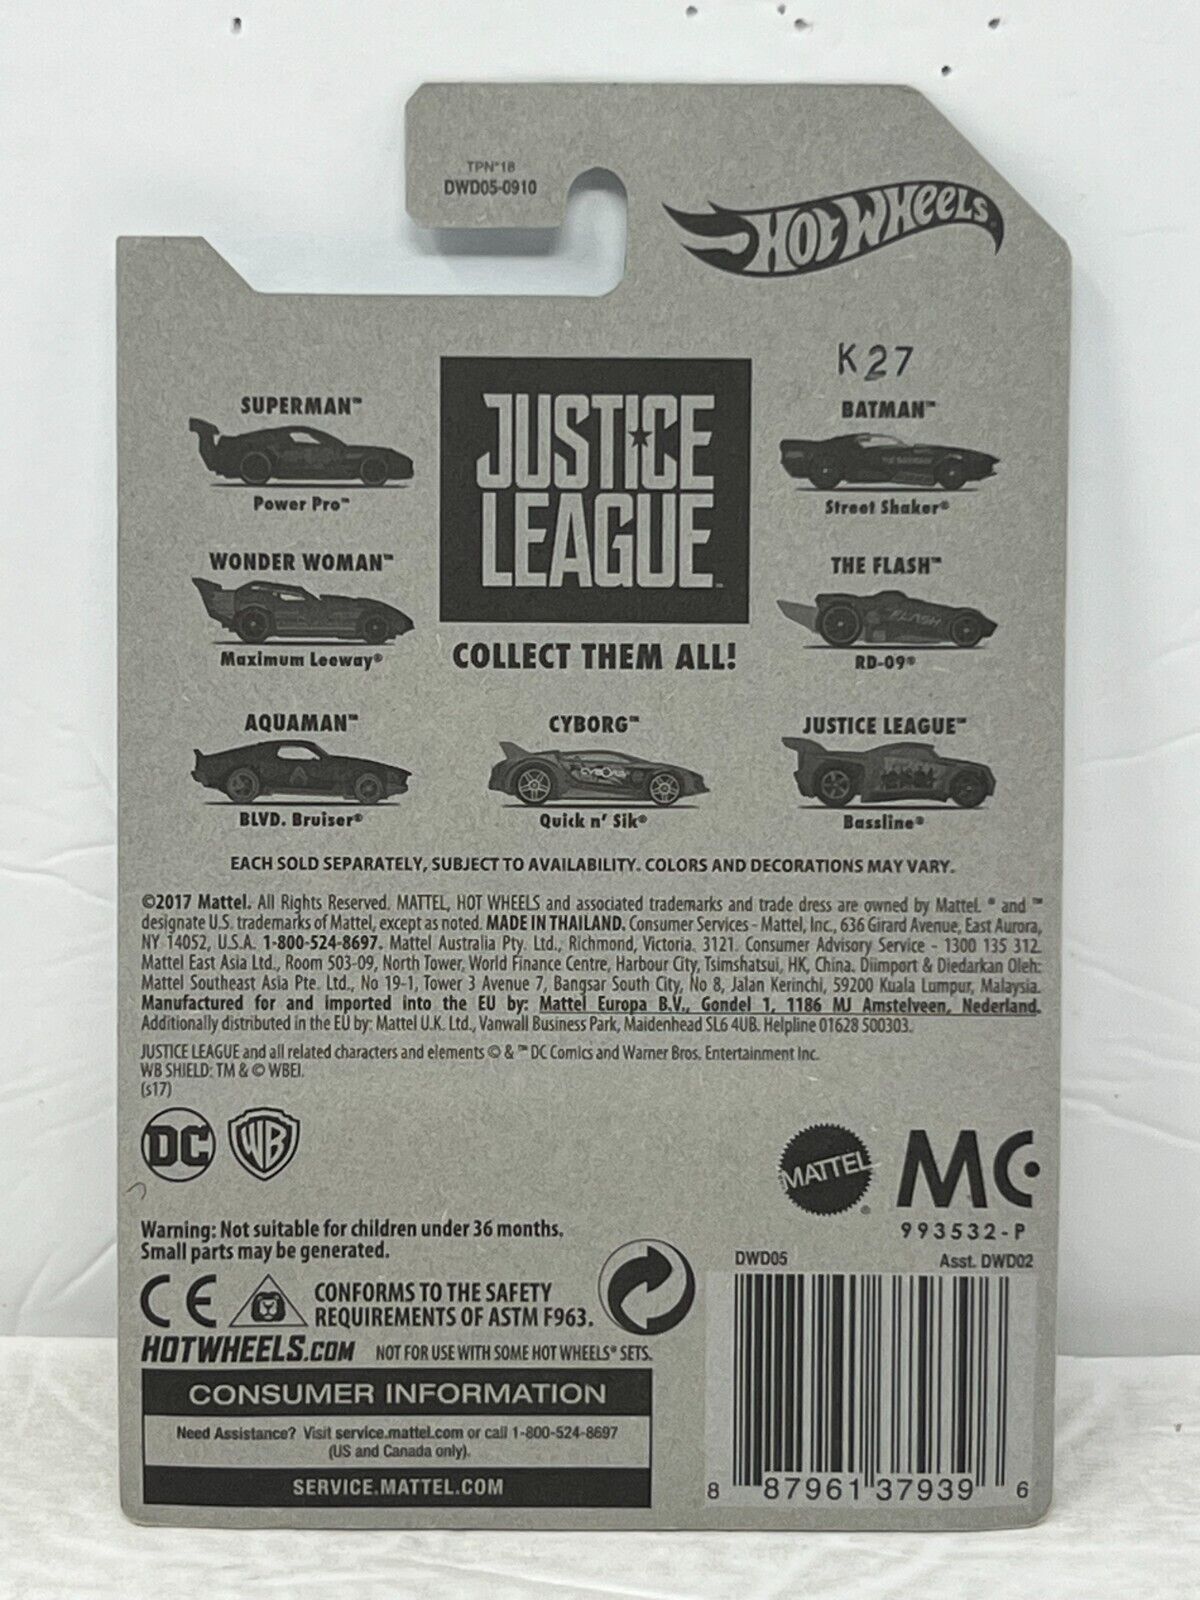 TPN*18
DWD05-0910
HOT WHEELS
K27
SUPERMAN™
Power Pro™
JUSTICE
LEAGUE™
BATMAN™
Street Shaker®
WONDER WOMAN™
Maximum Leeway®
COLLECT THEM ALL!
THE FLASH™
FLASH
RD-09®
AQUAMAN™
BLVD. Bruiser®
CYBORG™
CYBORG
Quick n' Sik®
JUSTICE LEAGUE™
Bassline®
EACH SOLD SEPARATELY, SUBJECT TO AVAILABILITY. COLORS AND DECORATIONS MAY VARY.
©2017 Mattel. All Rights Reserved. MATTEL, HOT WHEELS and associated trademarks and trade dress are owned by Mattel. ® and ™
designate U.S. trademarks of Mattel, except as noted. MADE IN THAILAND. Consumer Services - Mattel, Inc., 636 Girard Avenue, East Aurora,
NY 14052, U.S.A. 1-800-524-8697. Mattel Australia Pty. Ltd., Richmond, Victoria. 3121. Consumer Advisory Service - 1300 135 312.
Mattel East Asia Ltd., Room 503-09, North Tower, World Finance Centre, Harbour City, Tsimshatsui, HK, China. Diimport & Diedarkan Oleh:
Mattel Southeast Asia Pte. Ltd., No 19-1, Tower 3 Avenue 7, Bangsar South City, No 8, Jalan Kerinchi, 59200 Kuala Lumpur, Malaysia.
Manufactured for and imported into the EU by: Mattel Europa B.V., Gondel 1, 1186 MJ Amstelveen, Nederland.
Additionally distributed in the EU by: Mattel U.K. Ltd., Vanwall Business Park, Maidenhead SL6 4UB. Helpline 01628 500303.
JUSTICE LEAGUE and all related characters and elements © & ™ DC Comics and Warner Bros. Entertainment Inc.
WB SHIELD: TM & © WBEI.
(s17)
DC
WB
MATTEL®
MC
993532-P
Warning: Not suitable for children under 36 months.
Small parts may be generated.
DWD05
Asst. DWD02
CE
CONFORMS TO THE SAFETY
REQUIREMENTS OF ASTM F963.
HOTWHEELS.COM
NOT FOR USE WITH SOME HOT WHEELS® SETS.
CONSUMER INFORMATION
Need Assistance? Visit service.mattel.com or call 1-800-524-8697
(US and Canada only).
SERVICE.MATTEL.COM
8 87961 37939 6